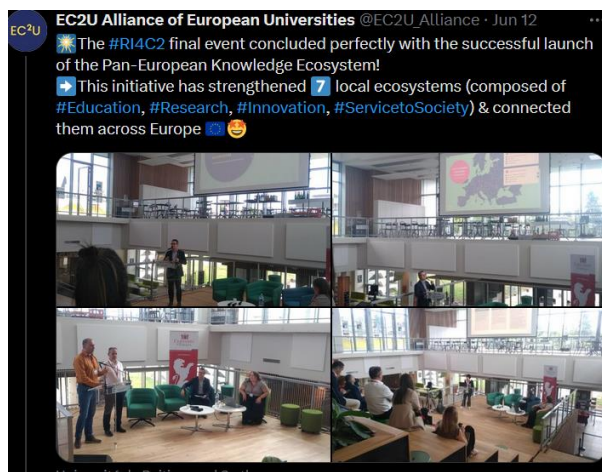 EC2U
EC2U Alliance of European Universities @EC2U_Alliance · Jun 12 ...
The #RI4C2 final event concluded perfectly with the successful launch
of the Pan-European Knowledge Ecosystem!
This initiative has strengthened 7 local ecosystems (composed of
#Education, #Research, #Innovation, #ServicetoSociety) & connected
them across Europe